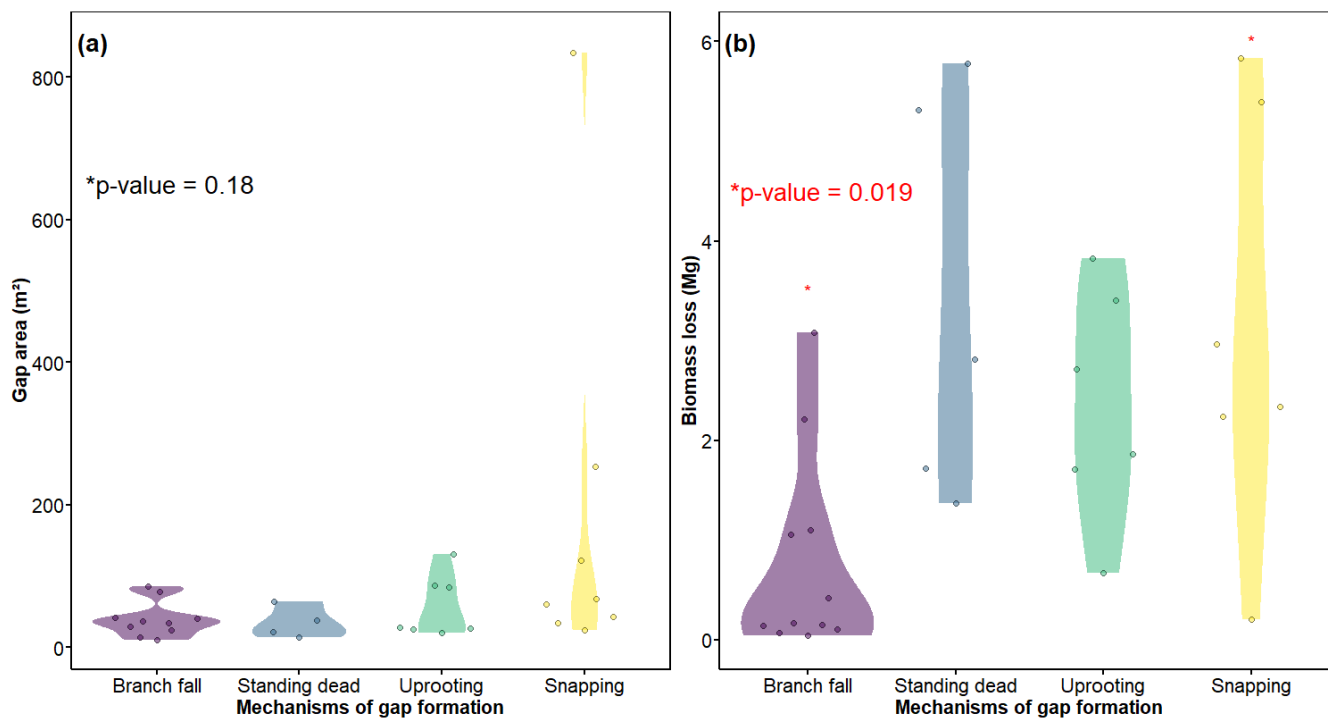 (a)
*p-value = 0.18
Gap area (m²)
800
600
400
200
0
Branch fall
Standing dead
Uprooting
Snapping
Mechanisms of gap formation
(b)
*
*p-value = 0.019
*
Biomass loss (Mg)
6
4
2
0
Branch fall
Standing dead
Uprooting
Snapping
Mechanisms of gap formation